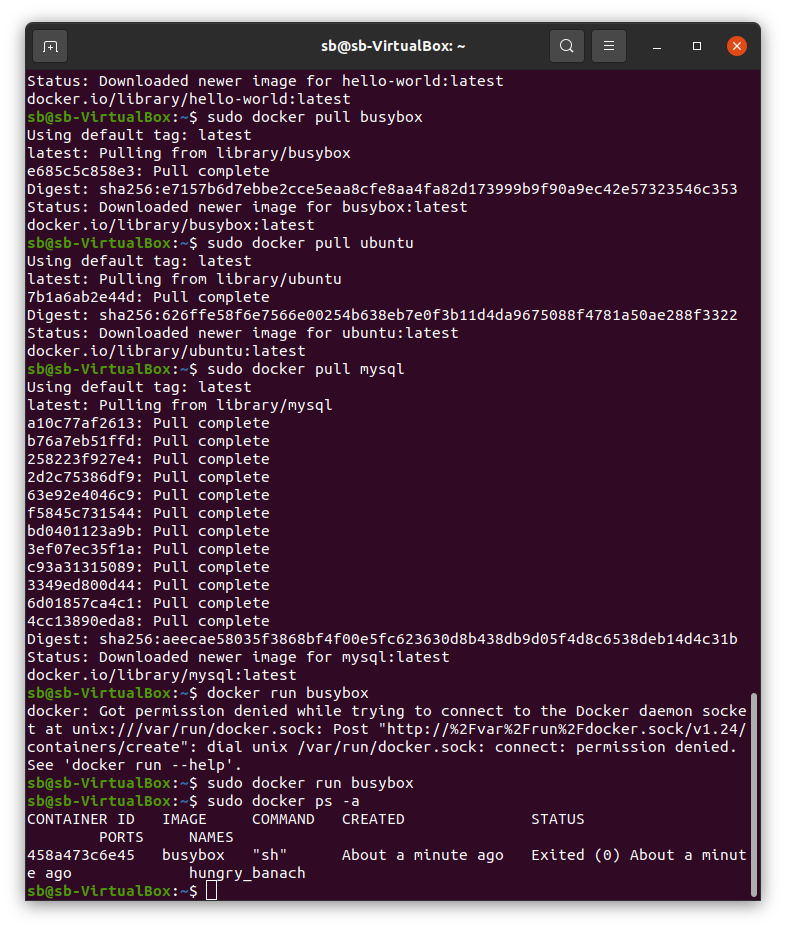 sb@sb-VirtualBox: ~
Status: Downloaded newer image for hello-world:latest
docker.io/library/hello-world:latest
sb@sb-VirtualBox:~$ sudo docker pull busybox
Using default tag: latest
latest: Pulling from library/busybox
e685c5c858e3: Pull complete
Digest: sha256:e7157b6d7ebbe2cce5eaa8cfe8aa4fa82d173999b9f90a9ec42e57323546c353
Status: Downloaded newer image for busybox:latest
docker.io/library/busybox:latest
sb@sb-VirtualBox:~$ sudo docker pull ubuntu
Using default tag: latest
latest: Pulling from library/ubuntu
7b1a6ab2e44d: Pull complete
Digest: sha256:626ffe58f6e7566e00254b638eb7e0f3b11d4da9675088f4781a50ae288f3322
Status: Downloaded newer image for ubuntu:latest
docker.io/library/ubuntu:latest
sb@sb-VirtualBox:~$ sudo docker pull mysql
Using default tag: latest
latest: Pulling from library/mysql
a10c77af2613: Pull complete
b76a7eb51ffd: Pull complete
258223f927e4: Pull complete
2d2c75386df9: Pull complete
63e92e4046c9: Pull complete
f5845c731544: Pull complete
bd0401123a9b: Pull complete
3ef07ec35f1a: Pull complete
c93a31315089: Pull complete
3349ed800d44: Pull complete
6d01857ca4c1: Pull complete
4cc13890eda8: Pull complete
Digest: sha256:aeecae58035f3868bf4f00e5fc623630d8b438db9d05f4d8c6538deb14d4c31b
Status: Downloaded newer image for mysql:latest
docker.io/library/mysql:latest
sb@sb-VirtualBox:~$ docker run busybox
docker: Got permission denied while trying to connect to the Docker daemon socke
t at unix:///var/run/docker.sock: Post "http://%2Fvar%2Frun%2Fdocker.sock/v1.24/
containers/create": dial unix /var/run/docker.sock: connect: permission denied.
See 'docker run --help'.
sb@sb-VirtualBox:~$ sudo docker run busybox
sb@sb-VirtualBox:~$ sudo docker ps -a
CONTAINER ID   IMAGE     COMMAND   CREATED              STATUS
        PORTS     NAMES
458a473c6e45   busybox   "sh"      About a minute ago   Exited (0) About a minut
e ago             hungry_banach
sb@sb-VirtualBox:~$